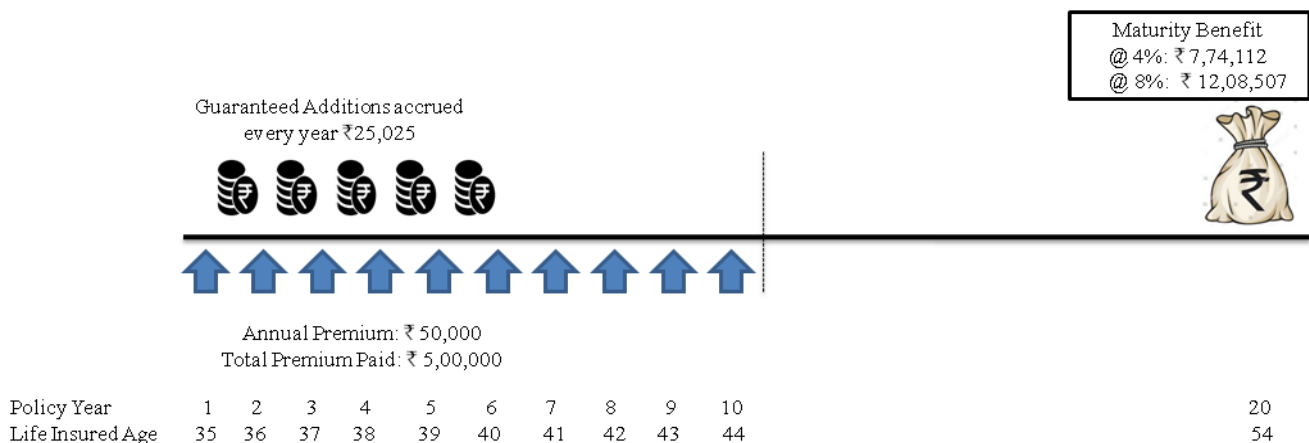 Maturity Benefit
@ 4%: ₹ 7,74,112
@ 8%: ₹ 12,08,507
Guaranteed Additions accrued
every year ₹25,025
₹ ₹ ₹ ₹ ₹
₹
Annual Premium: ₹ 50,000
Total Premium Paid: ₹ 5,00,000
Policy Year 1 2 3 4 5 6 7 8 9 10 20
Life Insured Age 35 36 37 38 39 40 41 42 43 44 54